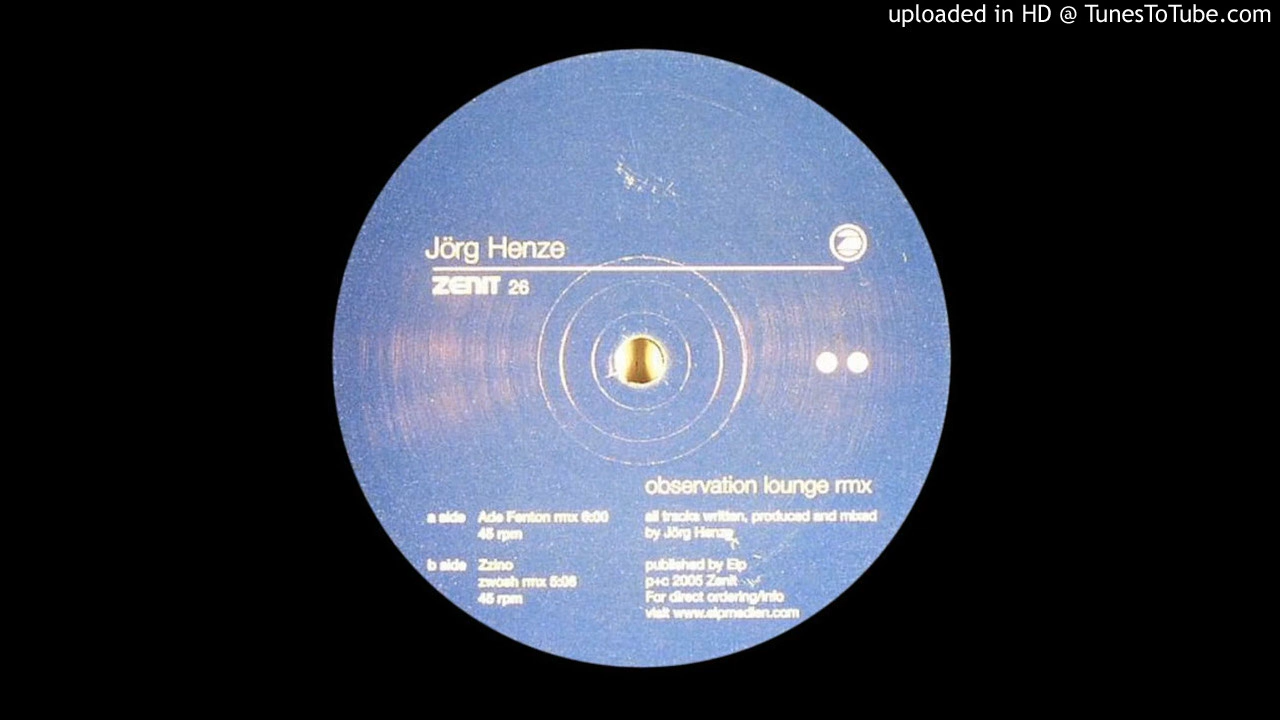 uploaded in HD @ TunesToTube.com
Jörg Henze
ZENIT 26
observation lounge rmx
a side Ade Fenton rmx 6:00
45 rpm
b side Zzino
zwosh rmx 5:08
45 rpm
all tracks written, produced and mixed
by Jörg Henze
published by Elp
p+c 2005 Zenit
For direct ordering/info
visit www.elpmedien.com